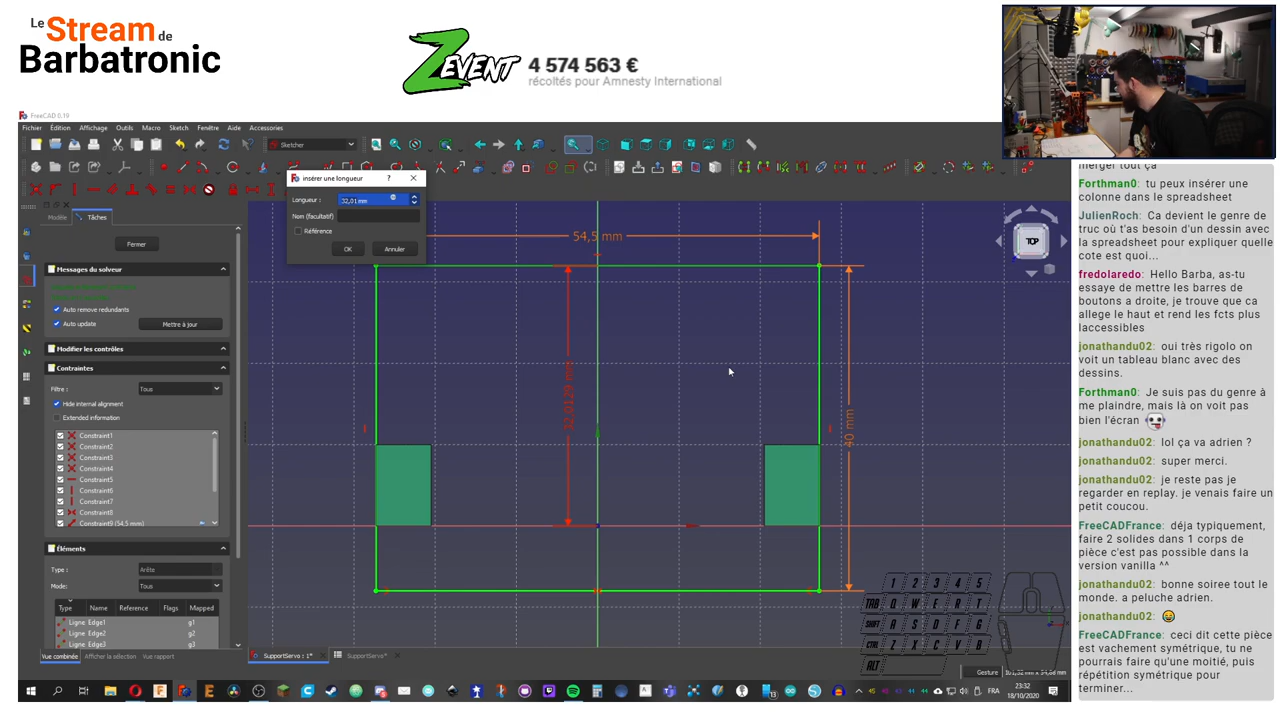 Le
Stream de
Barbatronic
ZEVENT
4 574 563 €
récoltés pour Amnesty International
FreeCAD 0.19
Fichier Édition Affichage Outils Macro Sketch Fenêtre Aide Accessories
Sketcher
insérer une longueur ? ×
Longueur : 32,01 mm
Nom (facultatif)
Référence
OK Annuler
Modèle Tâches
Fermer
Messages du solveur
Auto remove redundants
Auto update Mettre à jour
Modifier les contrôles
Contraintes
Filtre : Tous
Hide internal alignment
Extended information
Constraint1
Constraint2
Constraint3
Constraint4
Constraint5
Constraint6
Constraint7
Constraint8
Constraint9 (54,5 mm)
Éléments
Type : Arête
Mode: Tous
Type Name Reference Flags Mapped
Ligne Edge1 g1
Ligne Edge2 g2
Ligne Edge3 g3
Vue combinée Afficher la sélection Vue rapport
54,5 mm
32,0129 mm
40 mm
TOP
SupportServo : 1*
SupportServo*
1 2 3 4 5
TAB Q W E R T
SHIFT A S D F G
CTRL Z X C V
ALT
Gesture
FRA
23:32
18/10/2020
merger tout ça
Forthman0: tu peux insérer une
colonne dans le spreadsheet
JulienRoch: Ca devient le genre de
truc où t'as besoin d'un dessin avec
la spreadsheet pour expliquer quelle
cote est quoi...
fredolaredo: Hello Barba, as-tu
essaye de mettre les barres de
boutons a droite, je trouve que ca
allege le haut et rend les fcts plus
laccessibles
jonathandu02: oui très rigolo on
voit un tableau blanc avec des
dessins.
Forthman0: Je suis pas du genre à
me plaindre, mais là on voit pas
bien l'écran
jonathandu02: lol ça va adrien ?
jonathandu02: super merci.
jonathandu02: je reste pas je
regarder en replay. je venais faire un
petit coucou.
FreeCADFrance: déja typiquement,
faire 2 solides dans 1 corps de
pièce c'est pas possible dans la
version vanilla ^^
jonathandu02: bonne soiree tout le
monde. a peluche adrien.
jonathandu02:
FreeCADFrance: ceci dit cette pièce
est vachement symétrique, tu ne
pourrais faire qu'une moitié, puis
répétition symétrique pour
terminer...